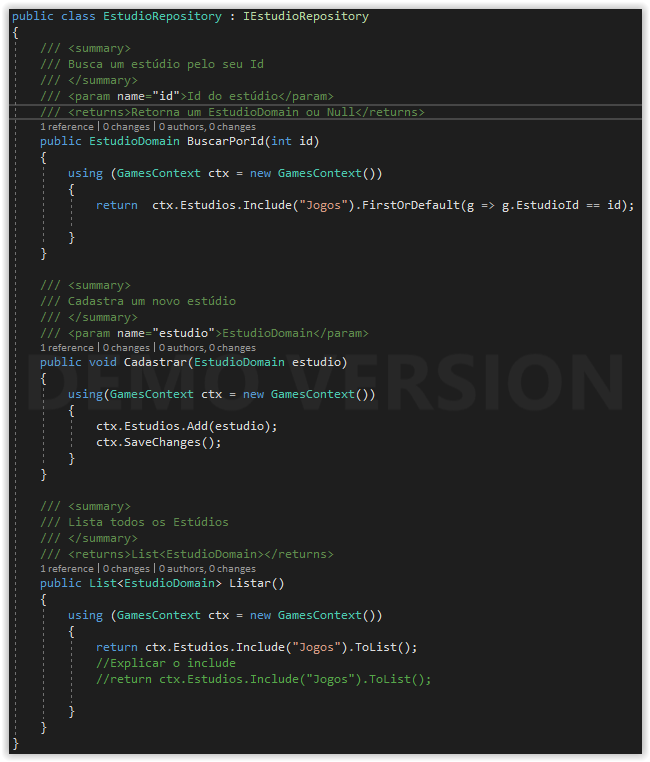 public class EstudioRepository : IEstudioRepository
{
/// <summary>
/// Busca um estúdio pelo seu Id
/// </summary>
/// <param name="id">Id do estúdio</param>
/// <returns>Retorna um EstudioDomain ou Null</returns>
1 reference | 0 changes | 0 authors, 0 changes
public EstudioDomain BuscarPorId(int id)
{
using (GamesContext ctx = new GamesContext())
{
return  ctx.Estudios.Include("Jogos").FirstOrDefault(g => g.EstudioId == id);
}
}
/// <summary>
/// Cadastra um novo estúdio
/// </summary>
/// <param name="estudio">EstudioDomain</param>
1 reference | 0 changes | 0 authors, 0 changes
public void Cadastrar(EstudioDomain estudio)
DEMO VERSION
{
using(GamesContext ctx = new GamesContext())
{
ctx.Estudios.Add(estudio);
ctx.SaveChanges();
}
}
/// <summary>
/// Lista todos os Estúdios
/// </summary>
/// <returns>List<EstudioDomain></returns>
1 reference | 0 changes | 0 authors, 0 changes
public List<EstudioDomain> Listar()
{
using (GamesContext ctx = new GamesContext())
{
return ctx.Estudios.Include("Jogos").ToList();
//Explicar o include
//return ctx.Estudios.Include("Jogos").ToList();
}
}
}